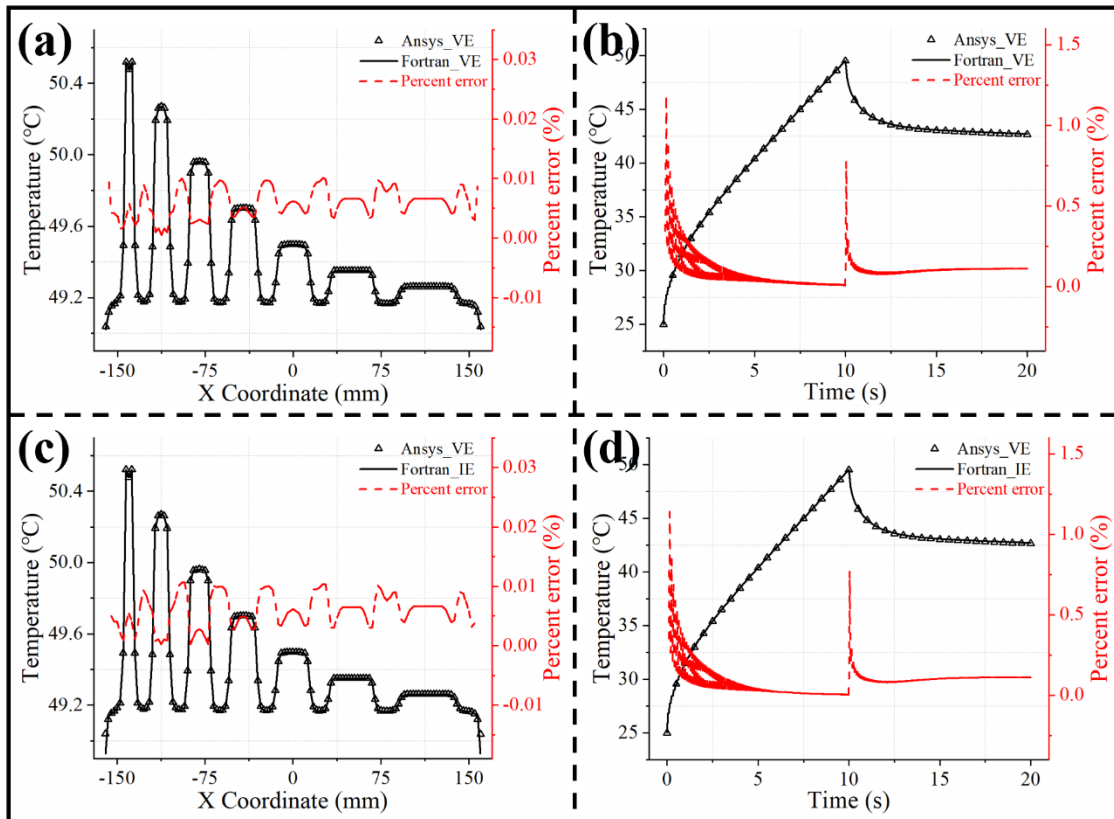 (a)
Ansys_VE
Fortran_VE
Percent error
50.4
50.0
49.6
49.2
Temperature (°C)
0.03
0.02
0.01
0.00
-0.01
Percent error (%)
-150 -75 0 75 150
X Coordinate (mm)
(b)
Ansys_VE
Fortran_VE
Percent error
50
45
40
35
30
25
Temperature (°C)
1.5
1.0
0.5
0.0
Percent error (%)
0 5 10 15 20
Time (s)
(c)
Ansys_VE
Fortran_IE
Percent error
50.4
50.0
49.6
49.2
Temperature (°C)
0.03
0.02
0.01
0.00
-0.01
Percent error (%)
-150 -75 0 75 150
X Coordinate (mm)
(d)
Ansys_VE
Fortran_IE
Percent error
50
45
40
35
30
25
Temperature (°C)
1.5
1.0
0.5
0.0
Percent error (%)
0 5 10 15 20
Time (s)